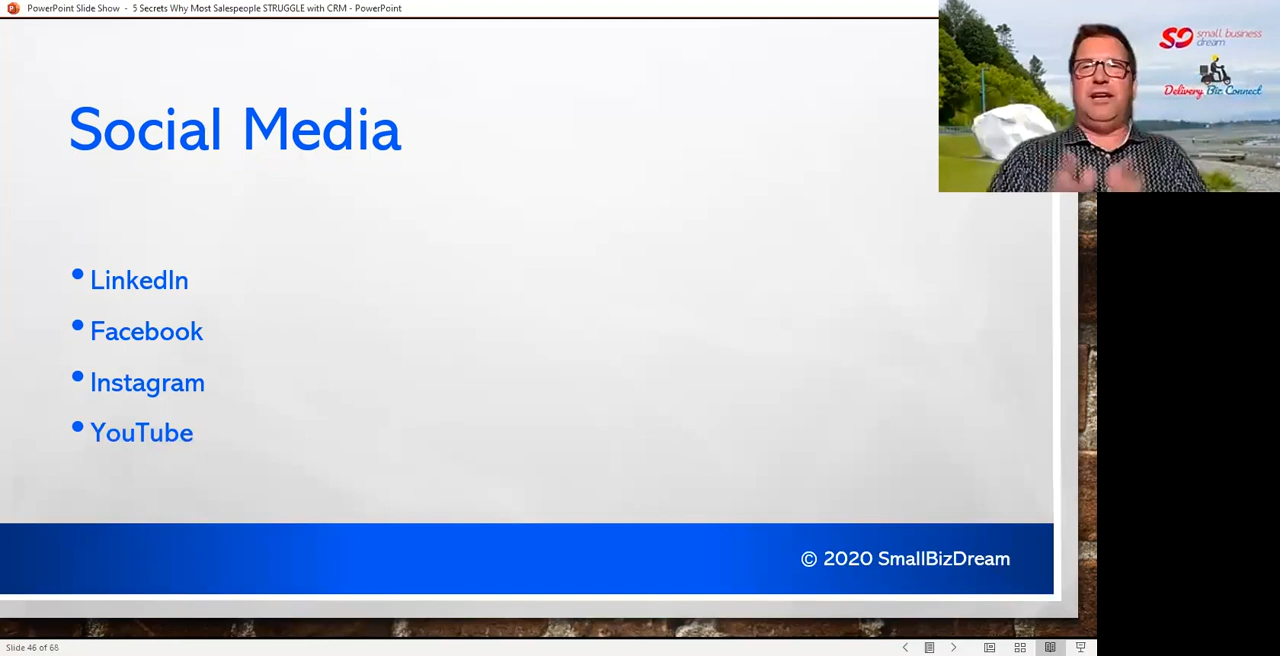 PowerPoint Slide Show - 5 Secrets Why Most Salespeople STRUGGLE with CRM - PowerPoint
small business
dream
Delivery Biz Connect
Social Media
• LinkedIn
• Facebook
• Instagram
• YouTube
© 2020 SmallBizDream
Slide 46 of 68